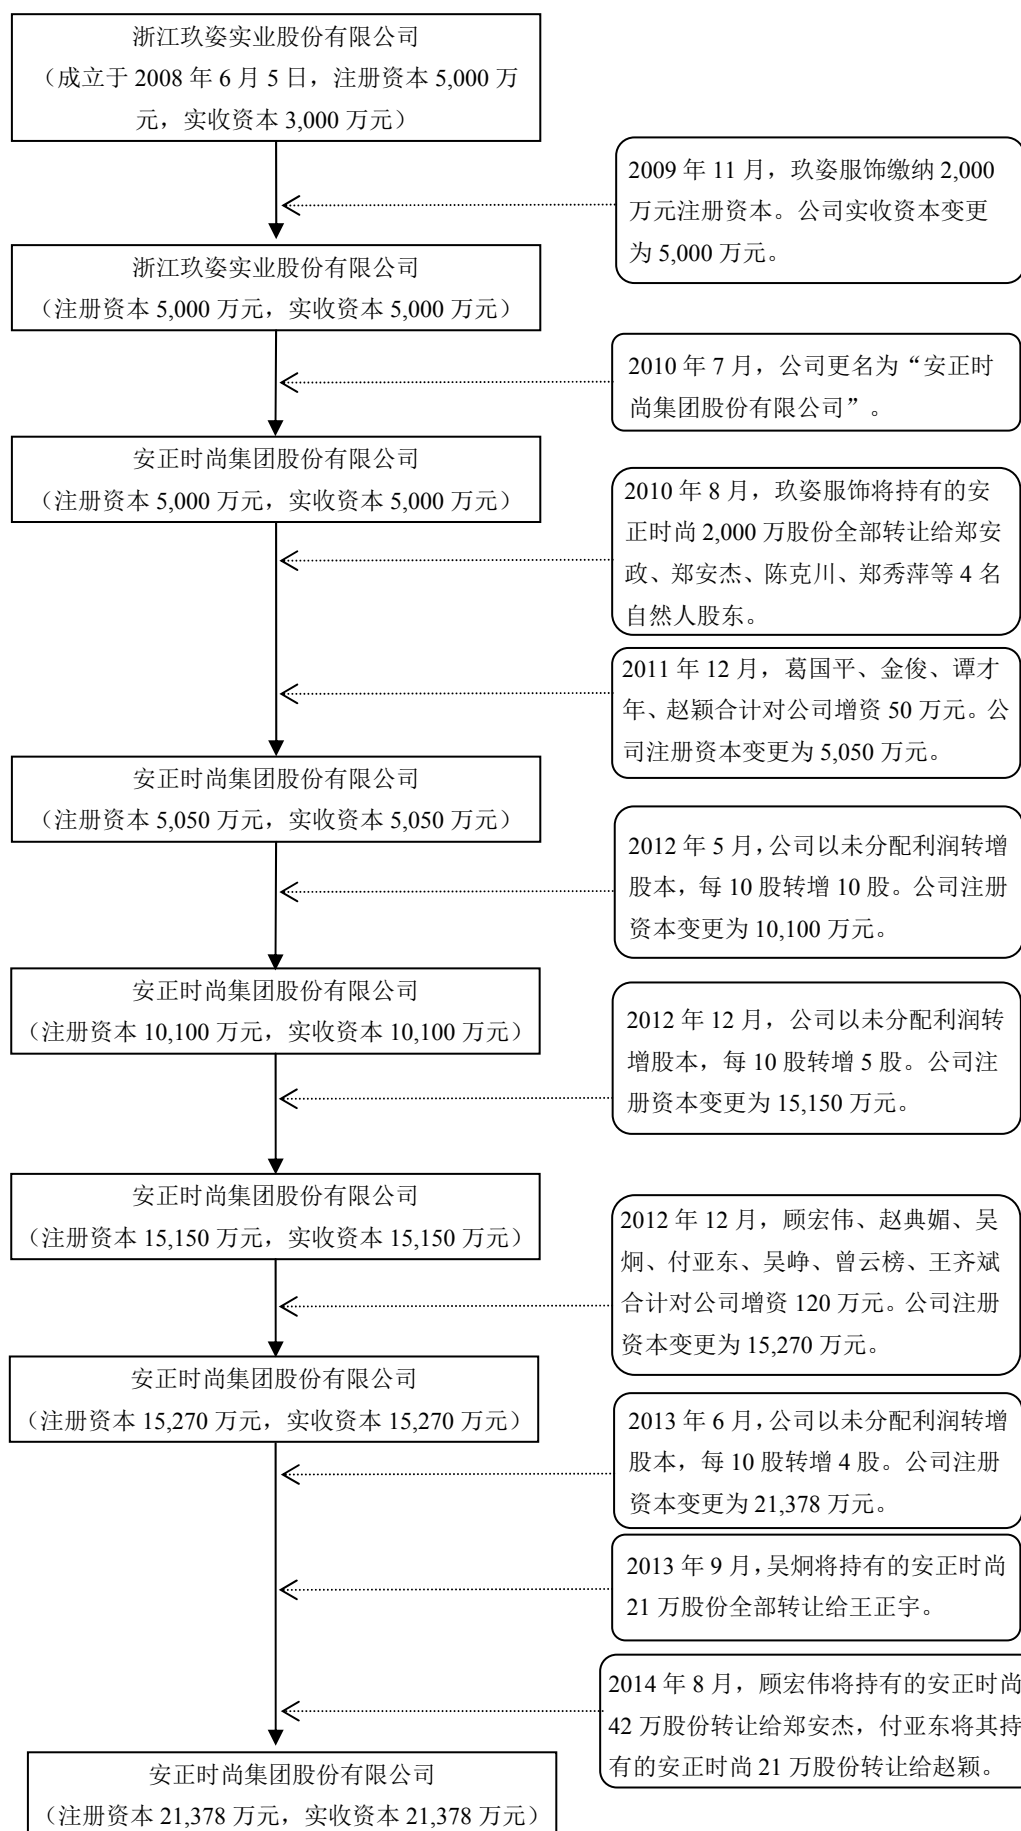 浙江玖姿实业股份有限公司
（成立于 2008 年 6 月 5 日，注册资本 5,000 万
元，实收资本 3,000 万元）
2009 年 11 月，玖姿服饰缴纳 2,000
万元注册资本。公司实收资本变更
为 5,000 万元。
浙江玖姿实业股份有限公司
（注册资本 5,000 万元，实收资本 5,000 万元）
2010 年 7 月，公司更名为“安正时
尚集团股份有限公司”。
安正时尚集团股份有限公司
（注册资本 5,000 万元，实收资本 5,000 万元）
2010 年 8 月，玖姿服饰将持有的安
正时尚 2,000 万股份全部转让给郑安
政、郑安杰、陈克川、郑秀萍等 4 名
自然人股东。
2011 年 12 月，葛国平、金俊、谭才
年、赵颖合计对公司增资 50 万元。公
司注册资本变更为 5,050 万元。
安正时尚集团股份有限公司
（注册资本 5,050 万元，实收资本 5,050 万元）
2012 年 5 月，公司以未分配利润转增
股本，每 10 股转增 10 股。公司注册
资本变更为 10,100 万元。
安正时尚集团股份有限公司
（注册资本 10,100 万元，实收资本 10,100 万元）
2012 年 12 月，公司以未分配利润转
增股本，每 10 股转增 5 股。公司注
册资本变更为 15,150 万元。
安正时尚集团股份有限公司
（注册资本 15,150 万元，实收资本 15,150 万元）
2012 年 12 月，顾宏伟、赵典媚、吴
炯、付亚东、吴峥、曾云榜、王齐斌
合计对公司增资 120 万元。公司注册
资本变更为 15,270 万元。
安正时尚集团股份有限公司
（注册资本 15,270 万元，实收资本 15,270 万元）
2013 年 6 月，公司以未分配利润转增
股本，每 10 股转增 4 股。公司注册
资本变更为 21,378 万元。
2013 年 9 月，吴炯将持有的安正时尚
21 万股份全部转让给王正宇。
2014 年 8 月，顾宏伟将持有的安正时尚
42 万股份转让给郑安杰，付亚东将其持
有的安正时尚 21 万股份转让给赵颖。
安正时尚集团股份有限公司
（注册资本 21,378 万元，实收资本 21,378 万元）